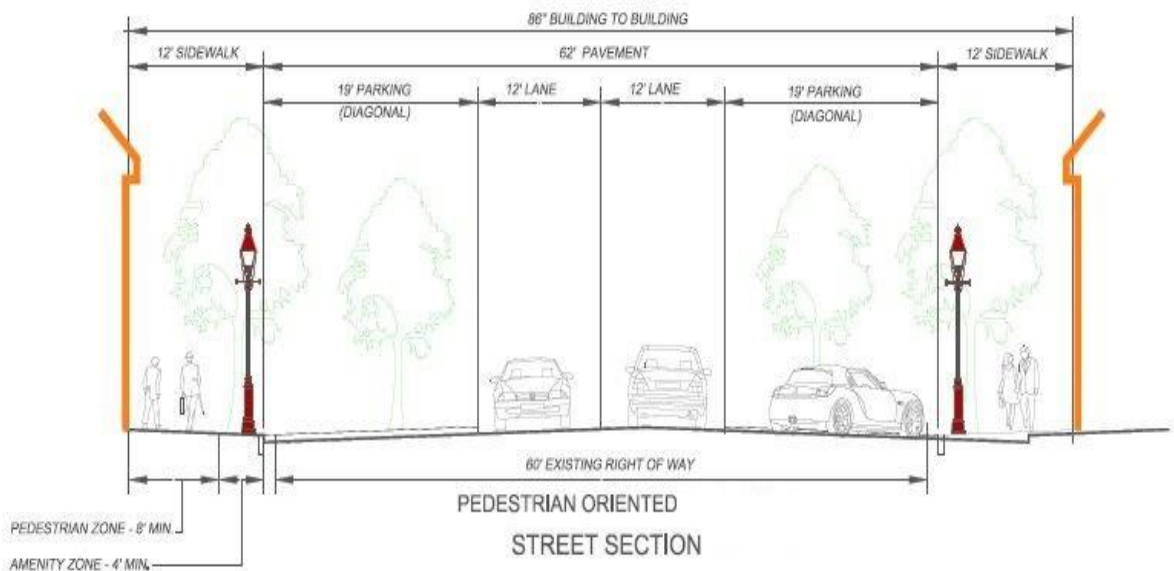 86" BUILDING TO BUILDING
12' SIDEWALK
62' PAVEMENT
12' SIDEWALK
19' PARKING
(DIAGONAL)
12' LANE
12' LANE
19' PARKING
(DIAGONAL)
60' EXISTING RIGHT OF WAY
PEDESTRIAN ORIENTED
STREET SECTION
PEDESTRIAN ZONE - 8' MIN
AMENITY ZONE - 4' MIN.